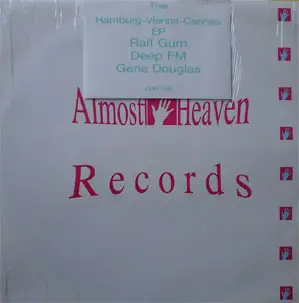 The
Hamburg-Vienna-Cannes
EP
Ralf Gum
Deep FM
Gene Douglas
Almost Heaven
Records